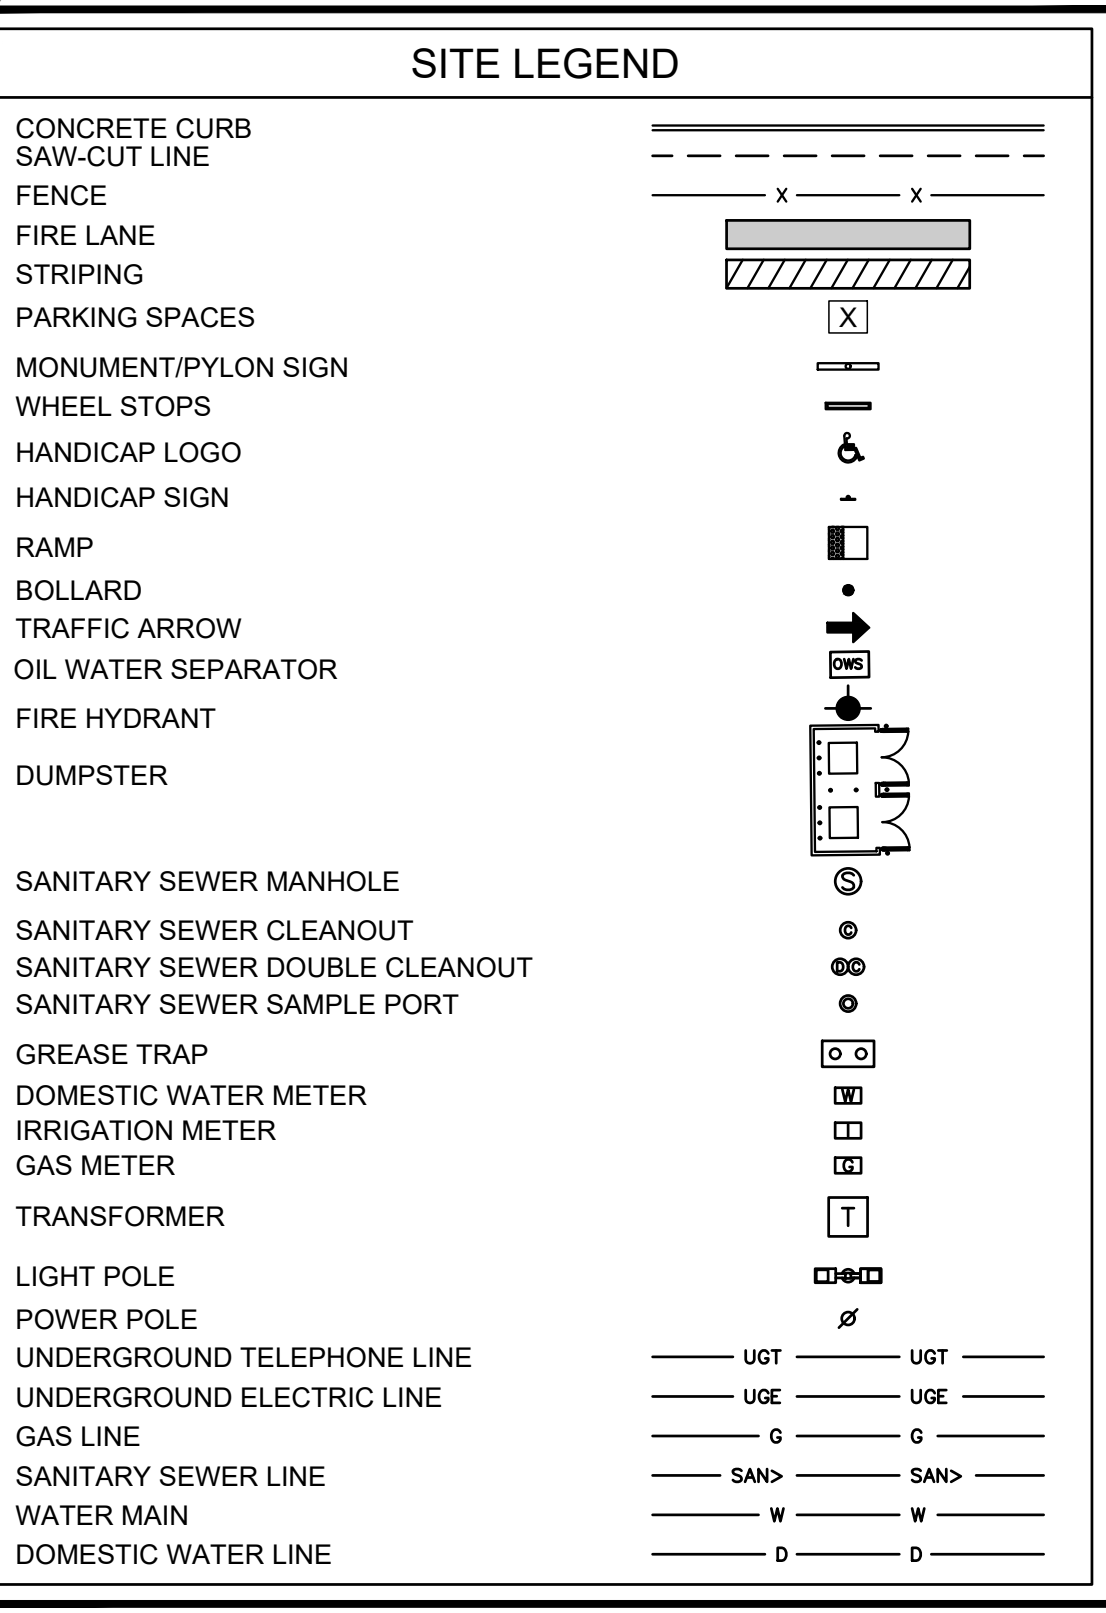 SITE LEGEND
CONCRETE CURB
SAW-CUT LINE
FENCE X X
FIRE LANE
STRIPING
PARKING SPACES X
MONUMENT/PYLON SIGN
WHEEL STOPS
HANDICAP LOGO
HANDICAP SIGN
RAMP
BOLLARD
TRAFFIC ARROW
OIL WATER SEPARATOR OWS
FIRE HYDRANT
DUMPSTER
SANITARY SEWER MANHOLE S
SANITARY SEWER CLEANOUT C
SANITARY SEWER DOUBLE CLEANOUT DC
SANITARY SEWER SAMPLE PORT
GREASE TRAP
DOMESTIC WATER METER W
IRRIGATION METER
GAS METER G
TRANSFORMER T
LIGHT POLE
POWER POLE
UNDERGROUND TELEPHONE LINE UGT UGT
UNDERGROUND ELECTRIC LINE UGE UGE
GAS LINE G G
SANITARY SEWER LINE SAN> SAN>
WATER MAIN W W
DOMESTIC WATER LINE D D